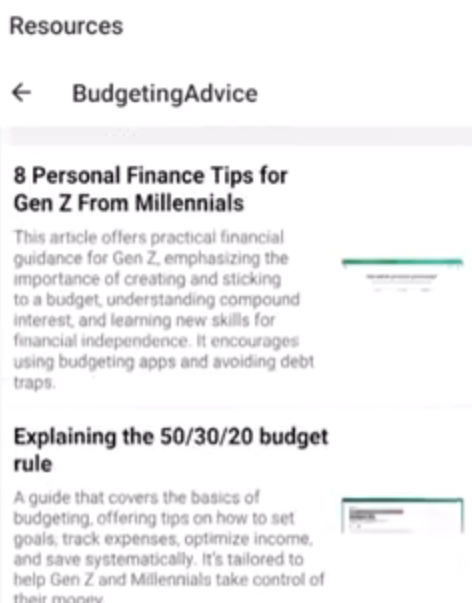 Resources
← BudgetingAdvice
8 Personal Finance Tips for
Gen Z From Millennials
This article offers practical financial
guidance for Gen Z, emphasizing the
importance of creating and sticking
to a budget, understanding compound
interest, and learning new skills for
financial independence. It encourages
using budgeting apps and avoiding debt
traps.
Explaining the 50/30/20 budget
rule
A guide that covers the basics of
budgeting, offering tips on how to set
goals, track expenses, optimize income,
and save systematically. It's tailored to
help Gen Z and Millennials take control of
their money.